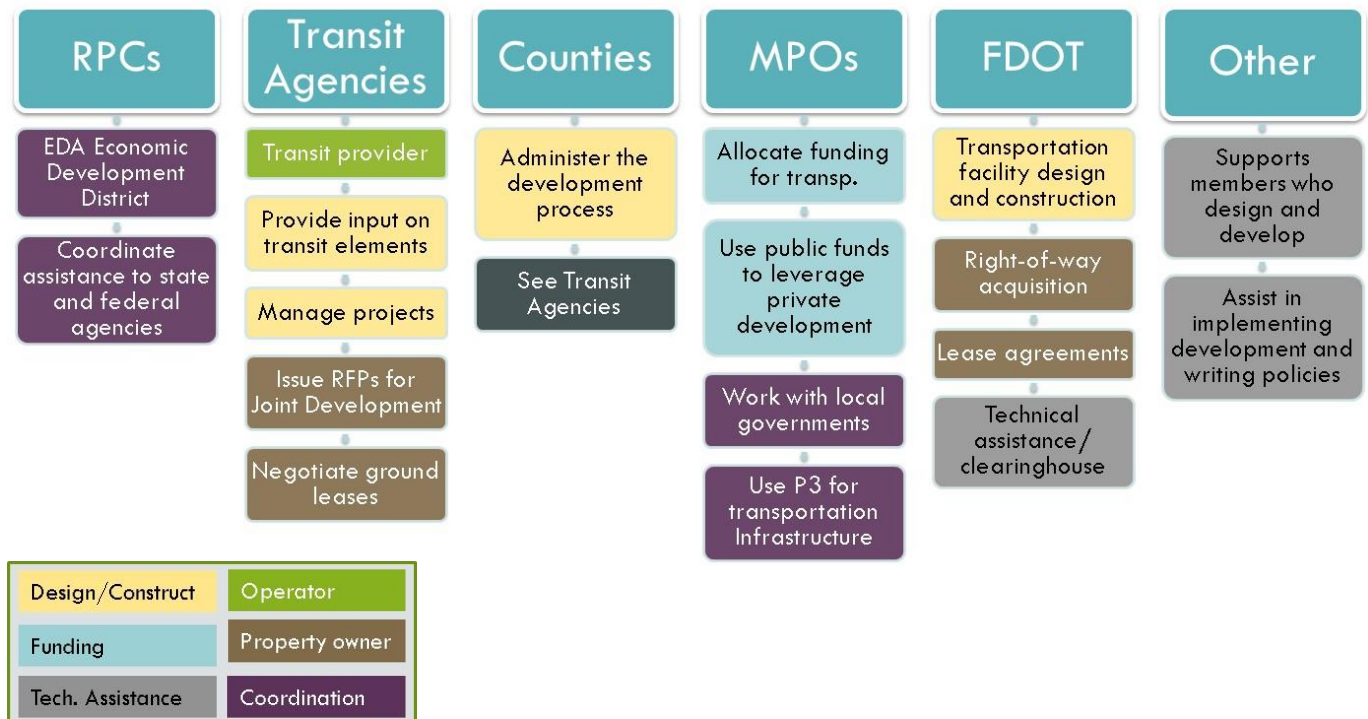 RPCs
EDA Economic
Development
District
Coordinate
assistance to state
and federal
agencies
Transit
Agencies
Transit provider
Provide input on
transit elements
Manage projects
Issue RFPs for
Joint Development
Negotiate ground
leases
Counties
Administer the
development
process
See Transit
Agencies
MPOs
Allocate funding
for transp.
Use public funds
to leverage
private
development
Work with local
governments
Use P3 for
transportation
Infrastructure
FDOT
Transportation
facility design
and construction
Right-of-way
acquisition
Lease agreements
Technical
assistance/
clearinghouse
Other
Supports
members who
design and
develop
Assist in
implementing
development and
writing policies
Design/Construct
Operator
Funding
Property owner
Tech. Assistance
Coordination